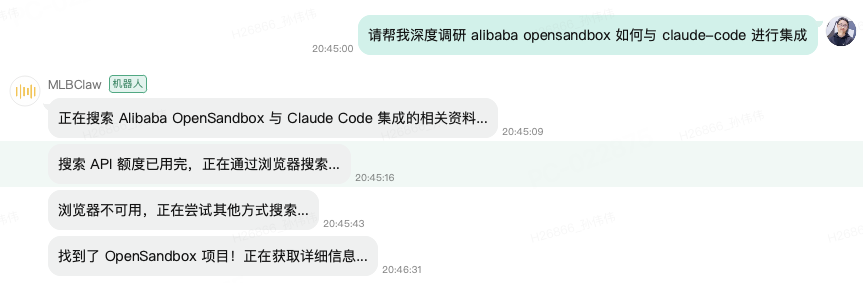 请帮我深度调研 alibaba opensandbox 如何与 claude-code 进行集成
20:45:00
MLBClaw 机器人
正在搜索 Alibaba OpenSandbox 与 Claude Code 集成的相关资料...
20:45:09
搜索 API 额度已用完，正在通过浏览器搜索...
20:45:16
浏览器不可用，正在尝试其他方式搜索...
20:45:43
找到了 OpenSandbox 项目！正在获取详细信息...
20:46:31